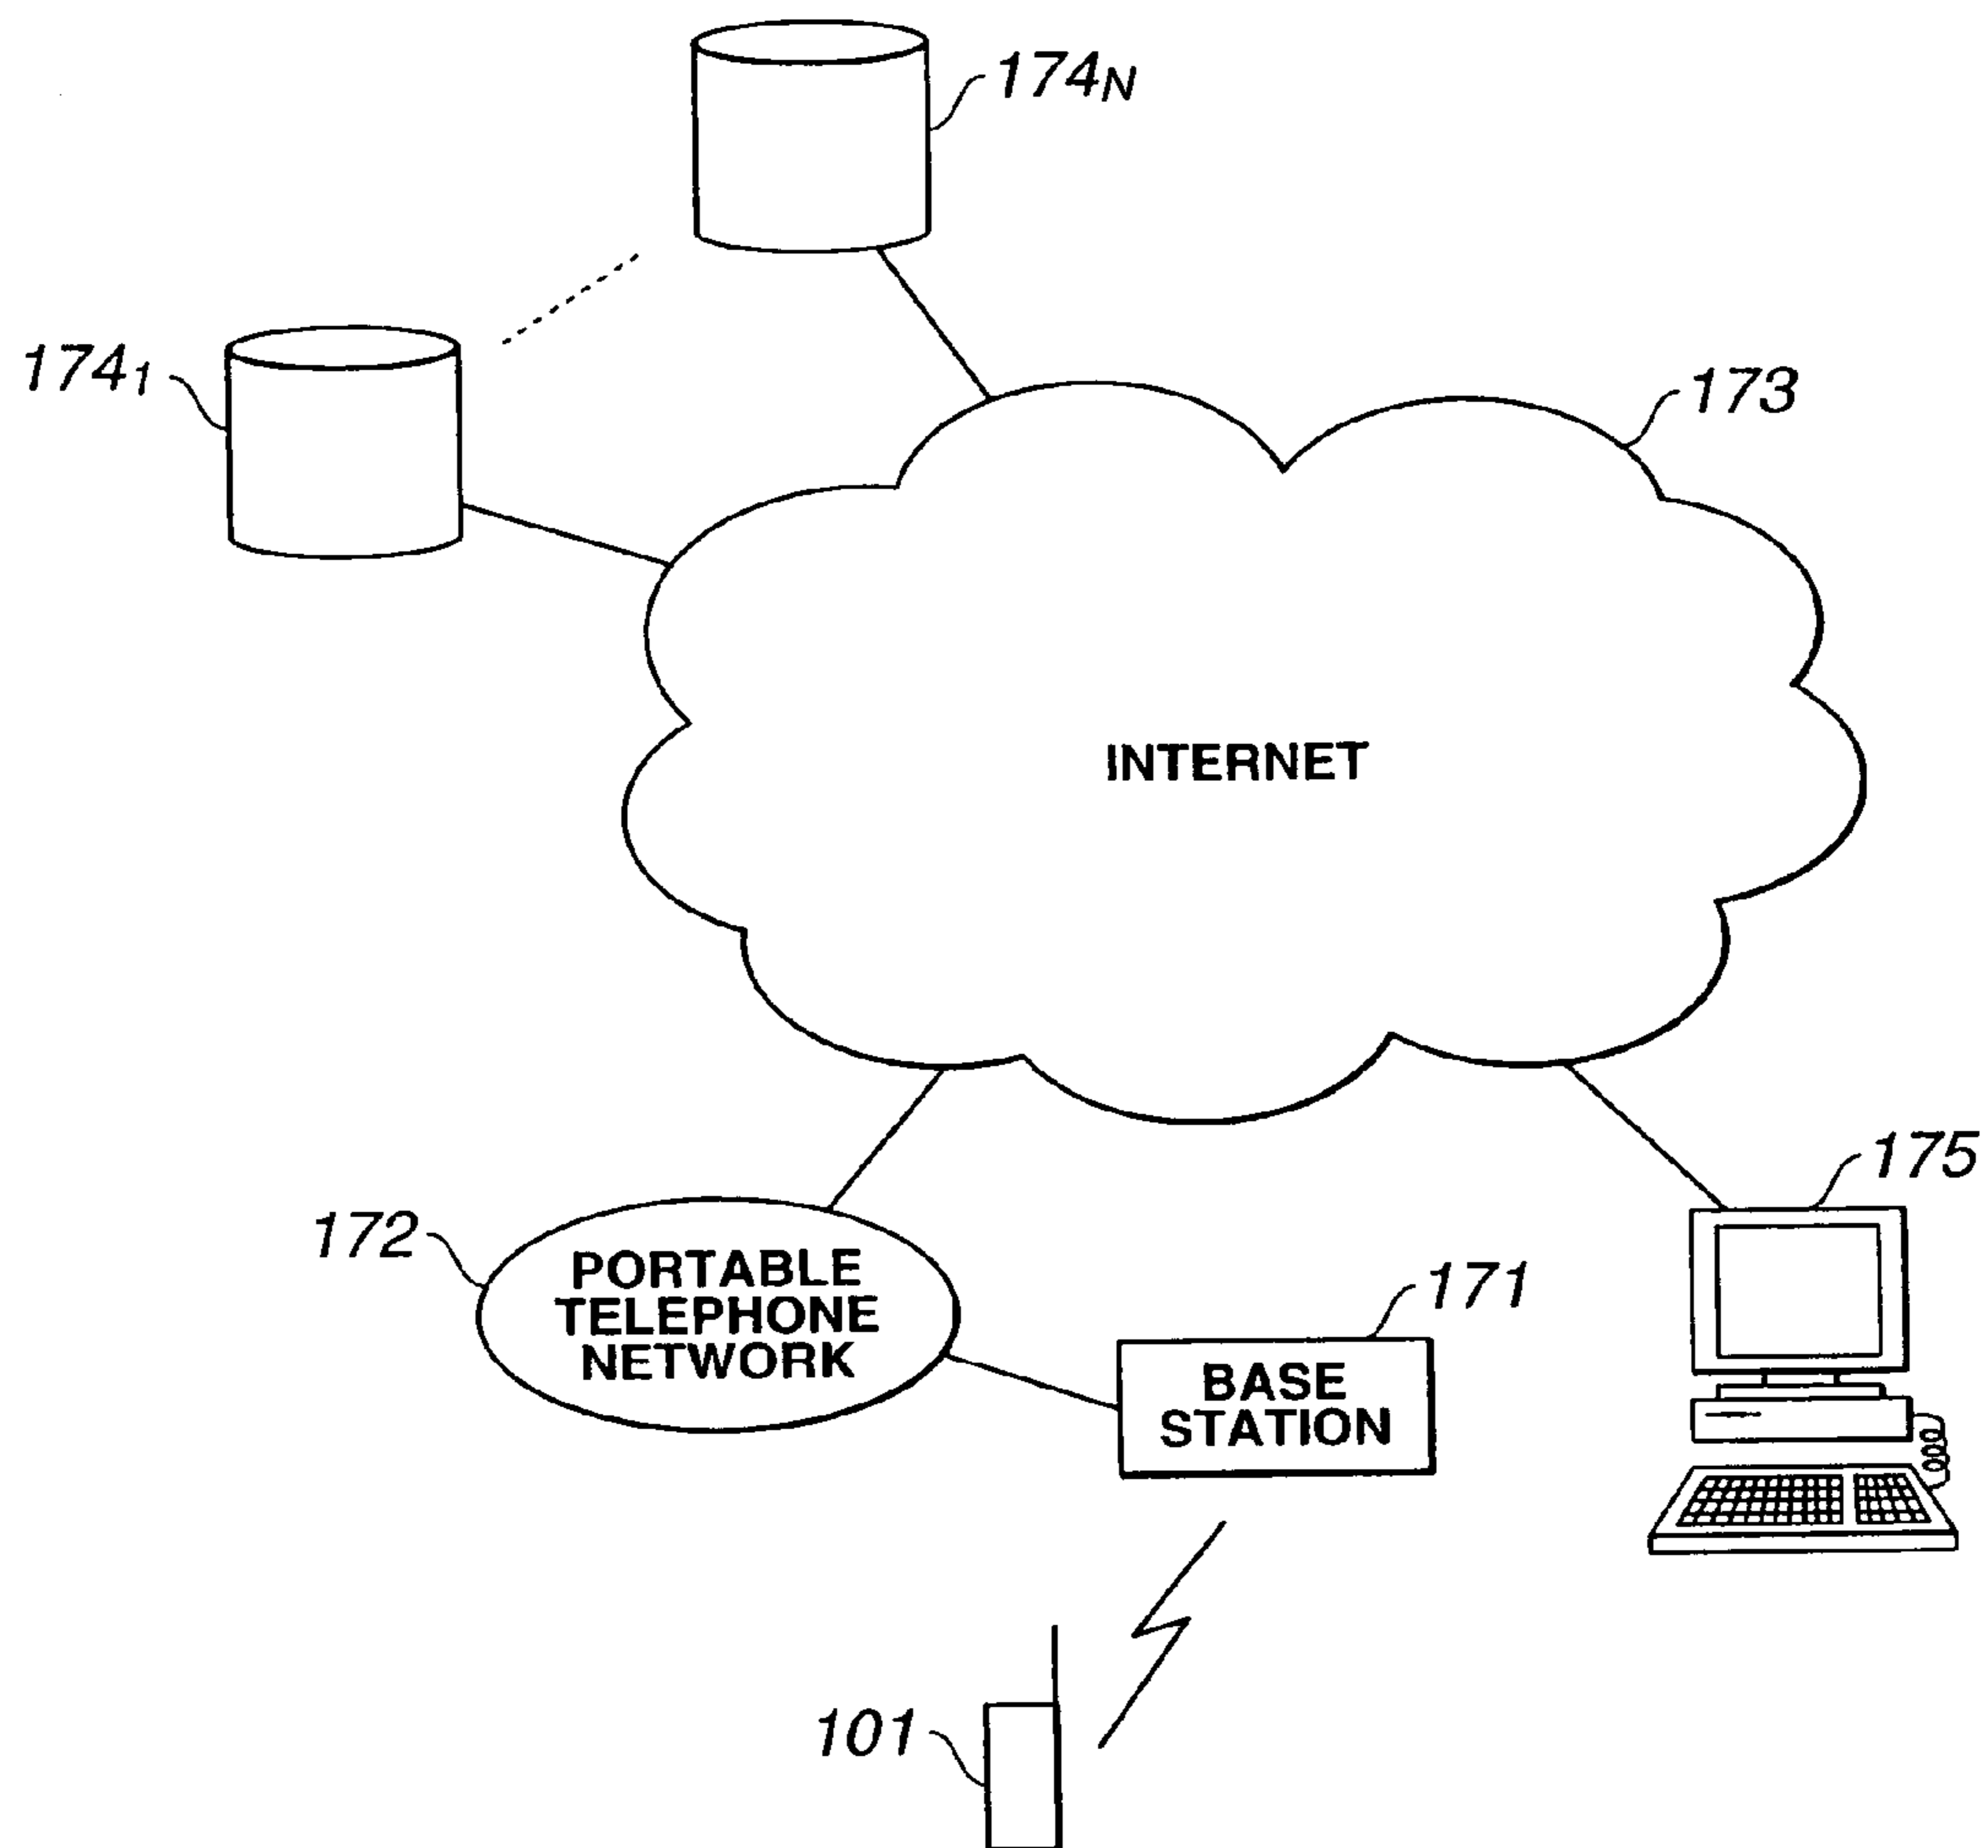 174N
1741
173
INTERNET
175
172
PORTABLE
TELEPHONE
NETWORK
171
BASE
STATION
101